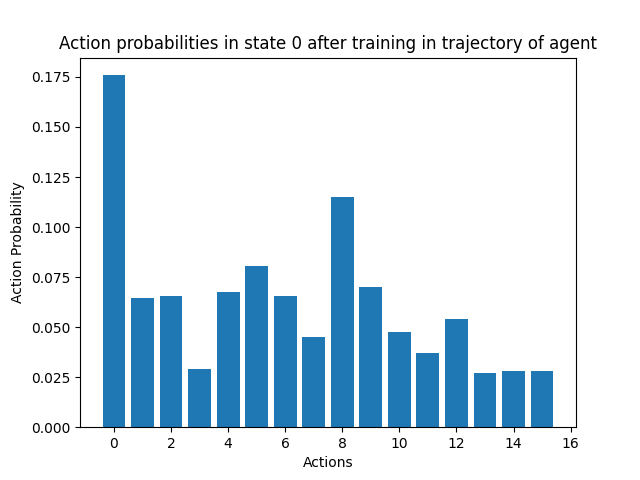 Action probabilities in state 0 after training in trajectory of agent
0.175
0.150
0.125
0.100
0.075
0.050
0.025
0.000
Action Probability
0 2 4 6 8 10 12 14 16
Actions